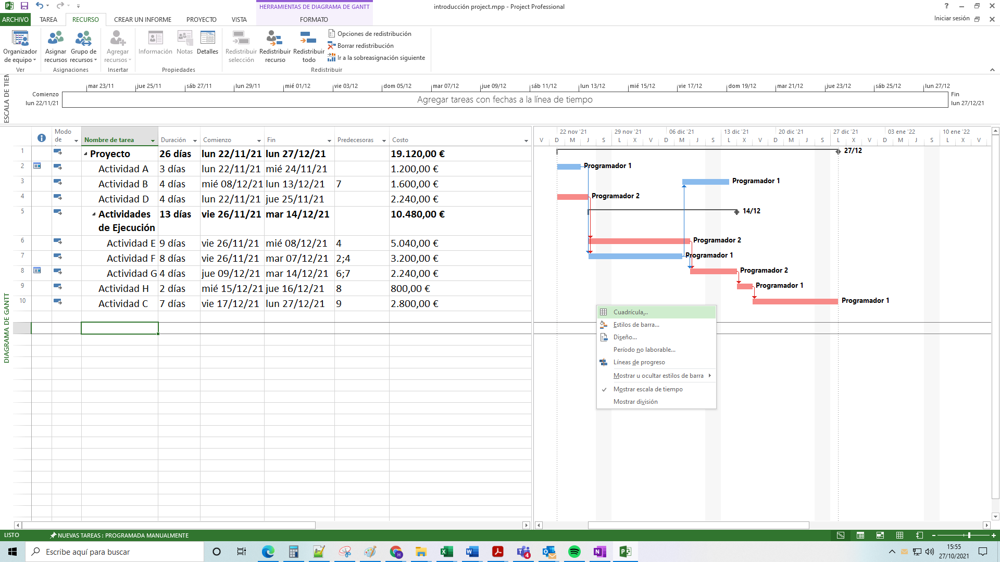 HERRAMIENTAS DE DIAGRAMA DE GANTT
introducción project.mpp - Project Professional
ARCHIVO TAREA RECURSO CREAR UN INFORME PROYECTO VISTA FORMATO
Iniciar sesión
Organizador de equipo
Asignar recursos
Grupo de recursos
Agregar recursos
Información
Notas
Detalles
Redistribuir selección
Redistribuir recurso
Redistribuir todo
Opciones de redistribución
Borrar redistribución
Ir a la sobreasignación siguiente
Ver Asignaciones Insertar Propiedades Redistribuir
ESCALA DE TIEM
mar 23/11 jue 25/11 sáb 27/11 lun 29/11 mié 01/12 vie 03/12 dom 05/12 mar 07/12 jue 09/12 sáb 11/12 lun 13/12 mié 15/12 vie 17/12 dom 19/12 mar 21/12 jue 23/12 sáb 25/12 lun 27/12
Comienzo
lun 22/11/21
Agregar tareas con fechas a la línea de tiempo
Fin
lun 27/12/21
Modo de
Nombre de tarea Duración Comienzo Fin Predecesoras Costo
22 nov '21 29 nov '21 06 dic '21 13 dic '21 20 dic '21 27 dic '21 03 ene '22 10 ene '22
V D M J S L X V D M J S L X V D M J S L X V D M J S L X V
1 Proyecto 26 días lun 22/11/21 lun 27/12/21 19.120,00 €
27/12
2 Actividad A 3 días lun 22/11/21 mié 24/11/21 1.200,00 €
Programador 1
3 Actividad B 4 días mié 08/12/21 lun 13/12/21 7 1.600,00 €
Programador 1
4 Actividad D 4 días lun 22/11/21 jue 25/11/21 2.240,00 €
Programador 2
5 Actividades de Ejecución 13 días vie 26/11/21 mar 14/12/21 10.480,00 €
14/12
6 Actividad E 9 días vie 26/11/21 mié 08/12/21 4 5.040,00 €
Programador 2
7 Actividad F 8 días vie 26/11/21 mar 07/12/21 2;4 3.200,00 €
Programador 1
8 Actividad G 4 días jue 09/12/21 mar 14/12/21 6;7 2.240,00 €
Programador 2
9 Actividad H 2 días mié 15/12/21 jue 16/12/21 8 800,00 €
Programador 1
10 Actividad C 7 días vie 17/12/21 lun 27/12/21 9 2.800,00 €
Programador 1
DIAGRAMA DE GANTT
Cuadrícula...
Estilos de barra...
Diseño...
Período no laborable...
Líneas de progreso
Mostrar u ocultar estilos de barra
Mostrar escala de tiempo
Mostrar división
LISTO NUEVAS TAREAS : PROGRAMADA MANUALMENTE
Escribe aquí para buscar
4
15:55
27/10/2021